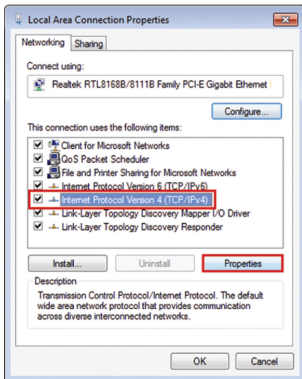 Local Area Connection Properties
Networking Sharing
Connect using:
Realtek RTL8168B/8111B Family PCI-E Gigabit Ethernet
Configure...
This connection uses the following items:
Client for Microsoft Networks
QoS Packet Scheduler
File and Printer Sharing for Microsoft Networks
Internet Protocol Version 6 (TCP/IPv6)
Internet Protocol Version 4 (TCP/IPv4)
Link-Layer Topology Discovery Mapper I/O Driver
Link-Layer Topology Discovery Responder
Install... Uninstall Properties
Description
Transmission Control Protocol/Internet Protocol. The default
wide area network protocol that provides communication
across diverse interconnected networks.
OK Cancel